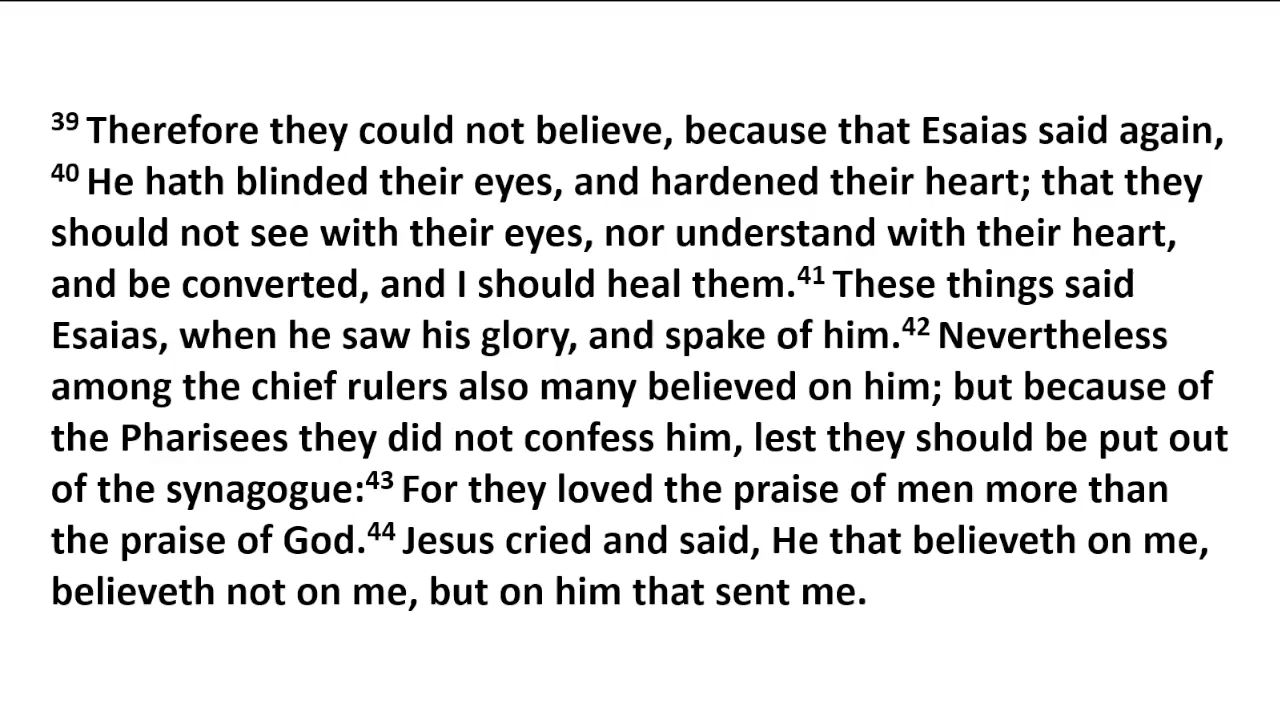 39 Therefore they could not believe, because that Esaias said again,
40 He hath blinded their eyes, and hardened their heart; that they
should not see with their eyes, nor understand with their heart,
and be converted, and I should heal them.41 These things said
Esaias, when he saw his glory, and spake of him.42 Nevertheless
among the chief rulers also many believed on him; but because of
the Pharisees they did not confess him, lest they should be put out
of the synagogue:43 For they loved the praise of men more than
the praise of God.44 Jesus cried and said, He that believeth on me,
believeth not on me, but on him that sent me.